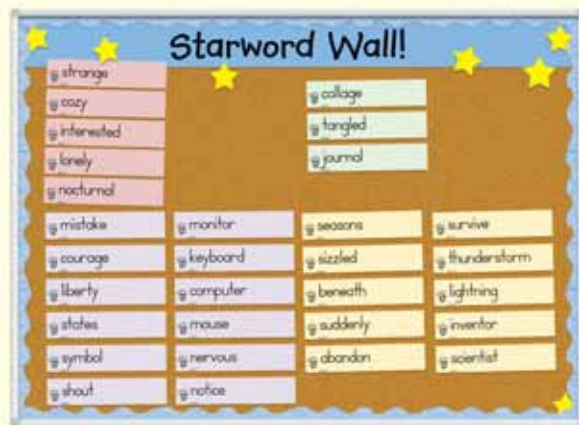 Starword Wall!
strange
cozy
interested
lonely
nocturnal
collage
tangled
journal
mistake
courage
liberty
states
symbol
shout
monitor
keyboard
computer
mouse
nervous
notice
seasons
sizzled
beneath
suddenly
abandon
survive
thunderstorm
lightning
inventor
scientist